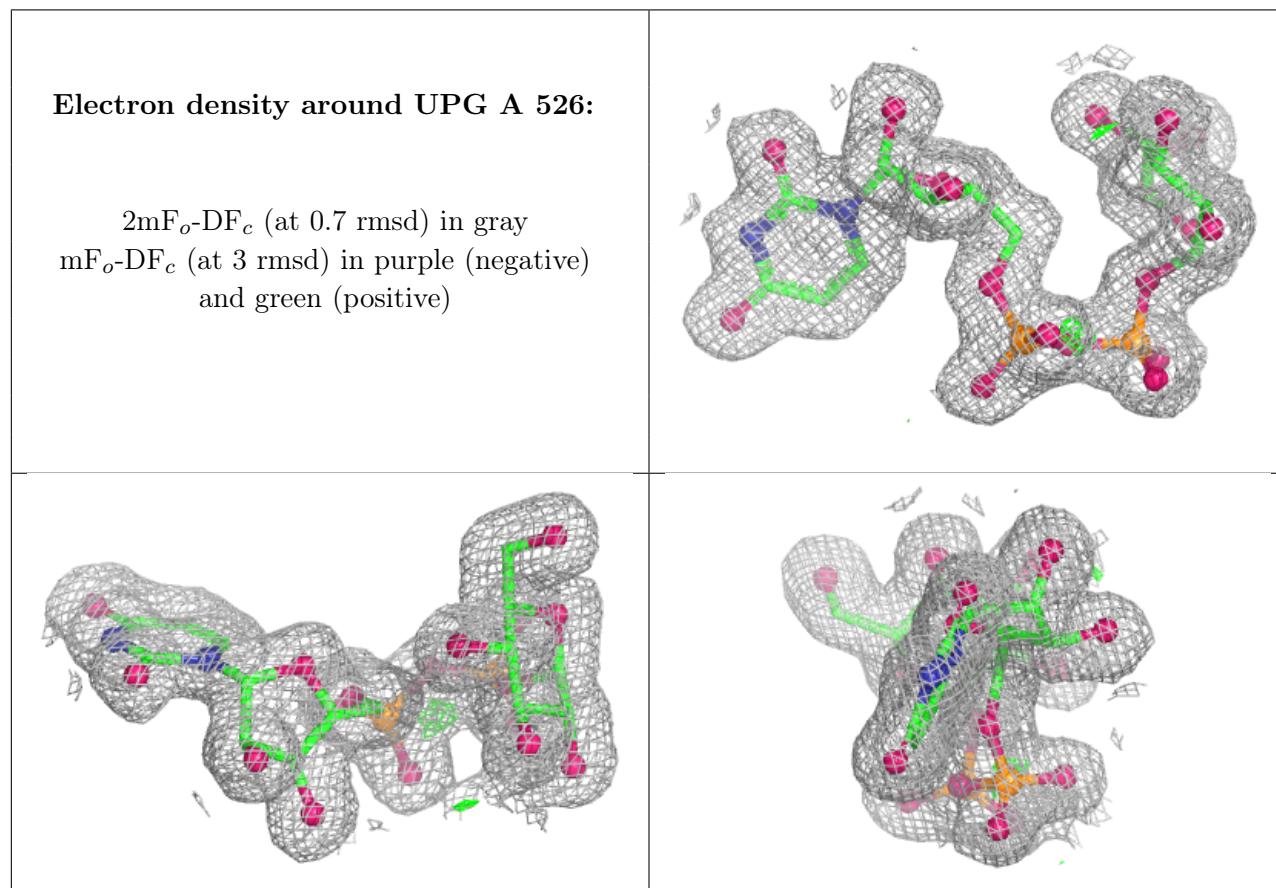 Electron density around UPG A 526:
2mFo-DFc (at 0.7 rmsd) in gray
mFo-DFc (at 3 rmsd) in purple (negative)
and green (positive)